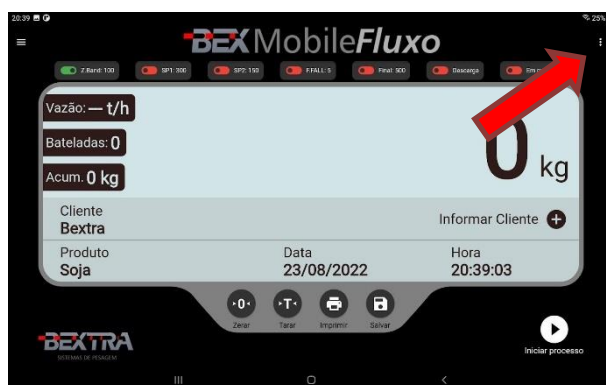 20:39
25%
BEX MobileFluxo
Z.Band: 100
SP1: 300
SP2: 150
F.FALL: 5
Final: 500
Descarga
Vazão: — t/h
Bateladas: 0
Acum. 0 kg
0 kg
Cliente
Bextra
Informar Cliente
Produto
Soja
Data
23/08/2022
Hora
20:39:03
▸0◂
▸T◂
Zerar
Tarar
Imprimir
Salvar
BEXTRA
SISTEMAS DE PESAGEM
Iniciar processo